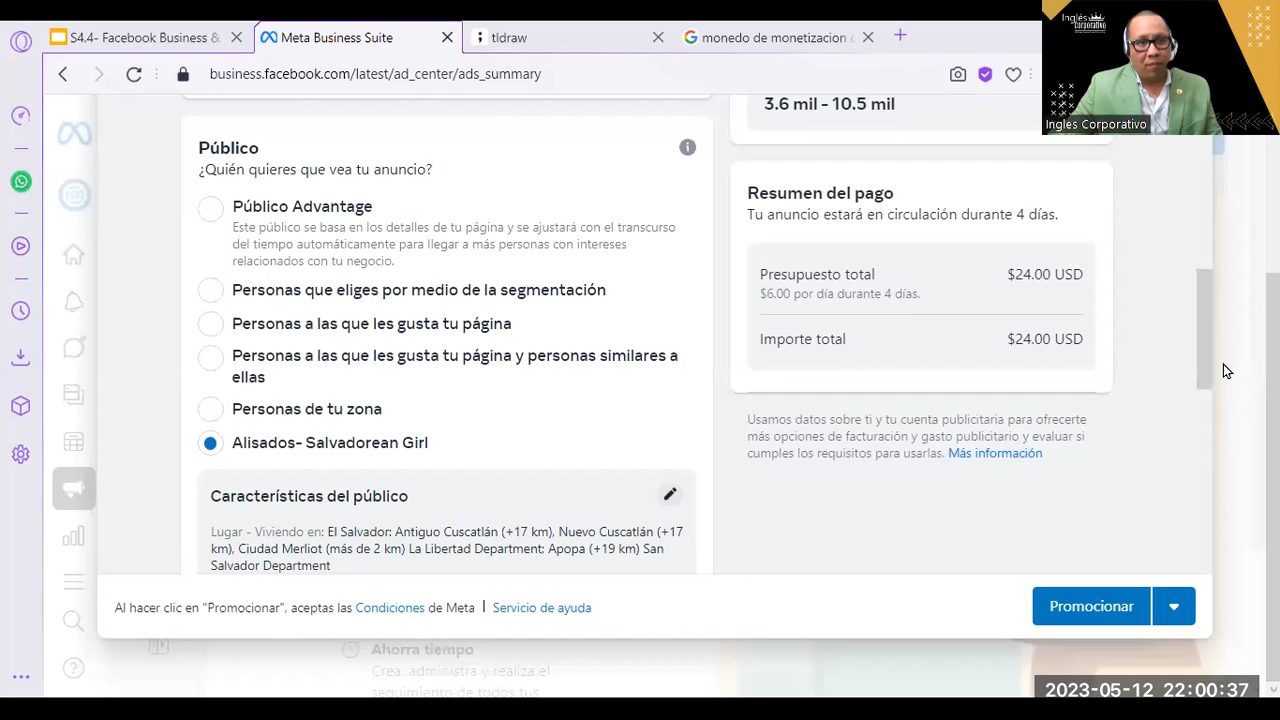 S4.4- Facebook Business &
Meta Business Suite
tldraw
monedo de monetizacion
business.facebook.com/latest/ad_center/ads_summary
Inglés
Corporativo
Ingles Corporativo
3.6 mil - 10.5 mil
Público
¿Quién quieres que vea tu anuncio?
Público Advantage
Este público se basa en los detalles de tu página y se ajustará con el transcurso
del tiempo automáticamente para llegar a más personas con intereses
relacionados con tu negocio.
Personas que eliges por medio de la segmentación
Personas a las que les gusta tu página
Personas a las que les gusta tu página y personas similares a
ellas
Personas de tu zona
Alisados- Salvadorean Girl
Características del público
Lugar - Viviendo en: El Salvador: Antiguo Cuscatlán (+17 km), Nuevo Cuscatlán (+17
km), Ciudad Merliot (más de 2 km) La Libertad Department: Apopa (+19 km) San
Salvador Department
Resumen del pago
Tu anuncio estará en circulación durante 4 días.
Presupuesto total $24.00 USD
$6.00 por día durante 4 días.
Importe total $24.00 USD
Usamos datos sobre ti y tu cuenta publicitaria para ofrecerte
más opciones de facturación y gasto publicitario y evaluar si
cumples los requisitos para usarlas. Más información
Al hacer clic en "Promocionar", aceptas las Condiciones de Meta | Servicio de ayuda
Promocionar
Ahorra tiempo
Crea, administra y realiza el
seguimiento de todos tus
2023-05-12 22:00:37